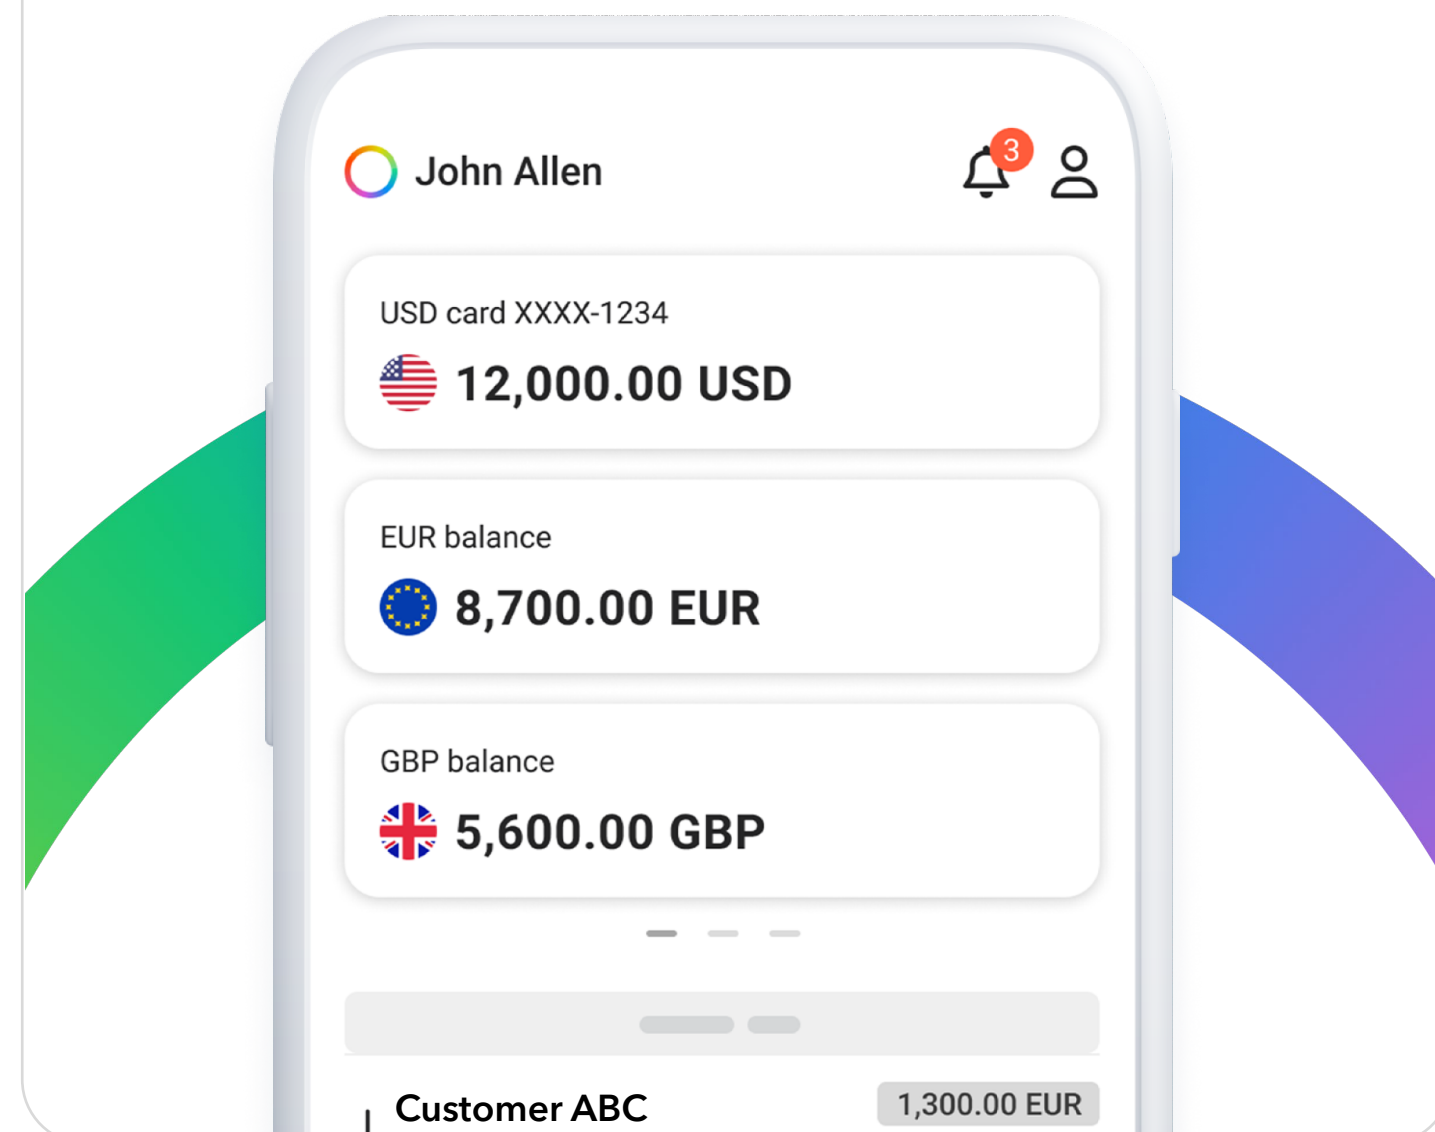 John Allen
3
USD card XXXX-1234
12,000.00 USD
EUR balance
8,700.00 EUR
GBP balance
5,600.00 GBP
Customer ABC
1,300.00 EUR